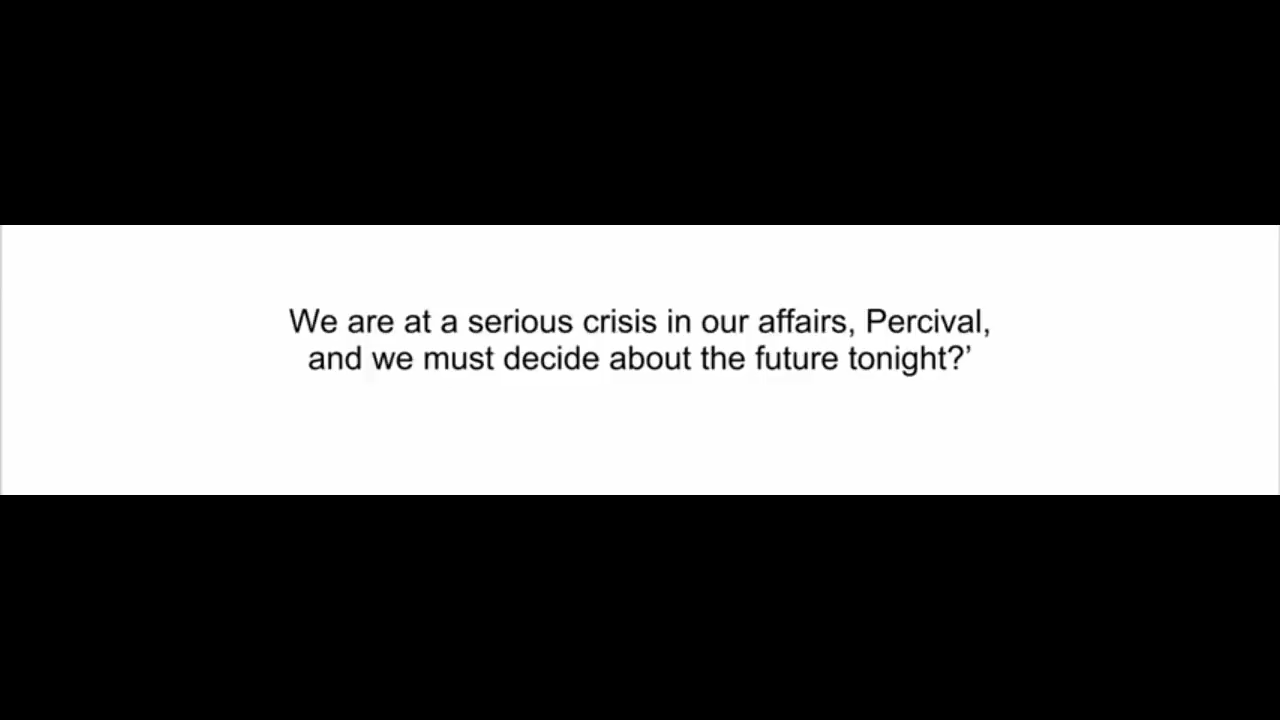 We are at a serious crisis in our affairs, Percival,
and we must decide about the future tonight?’